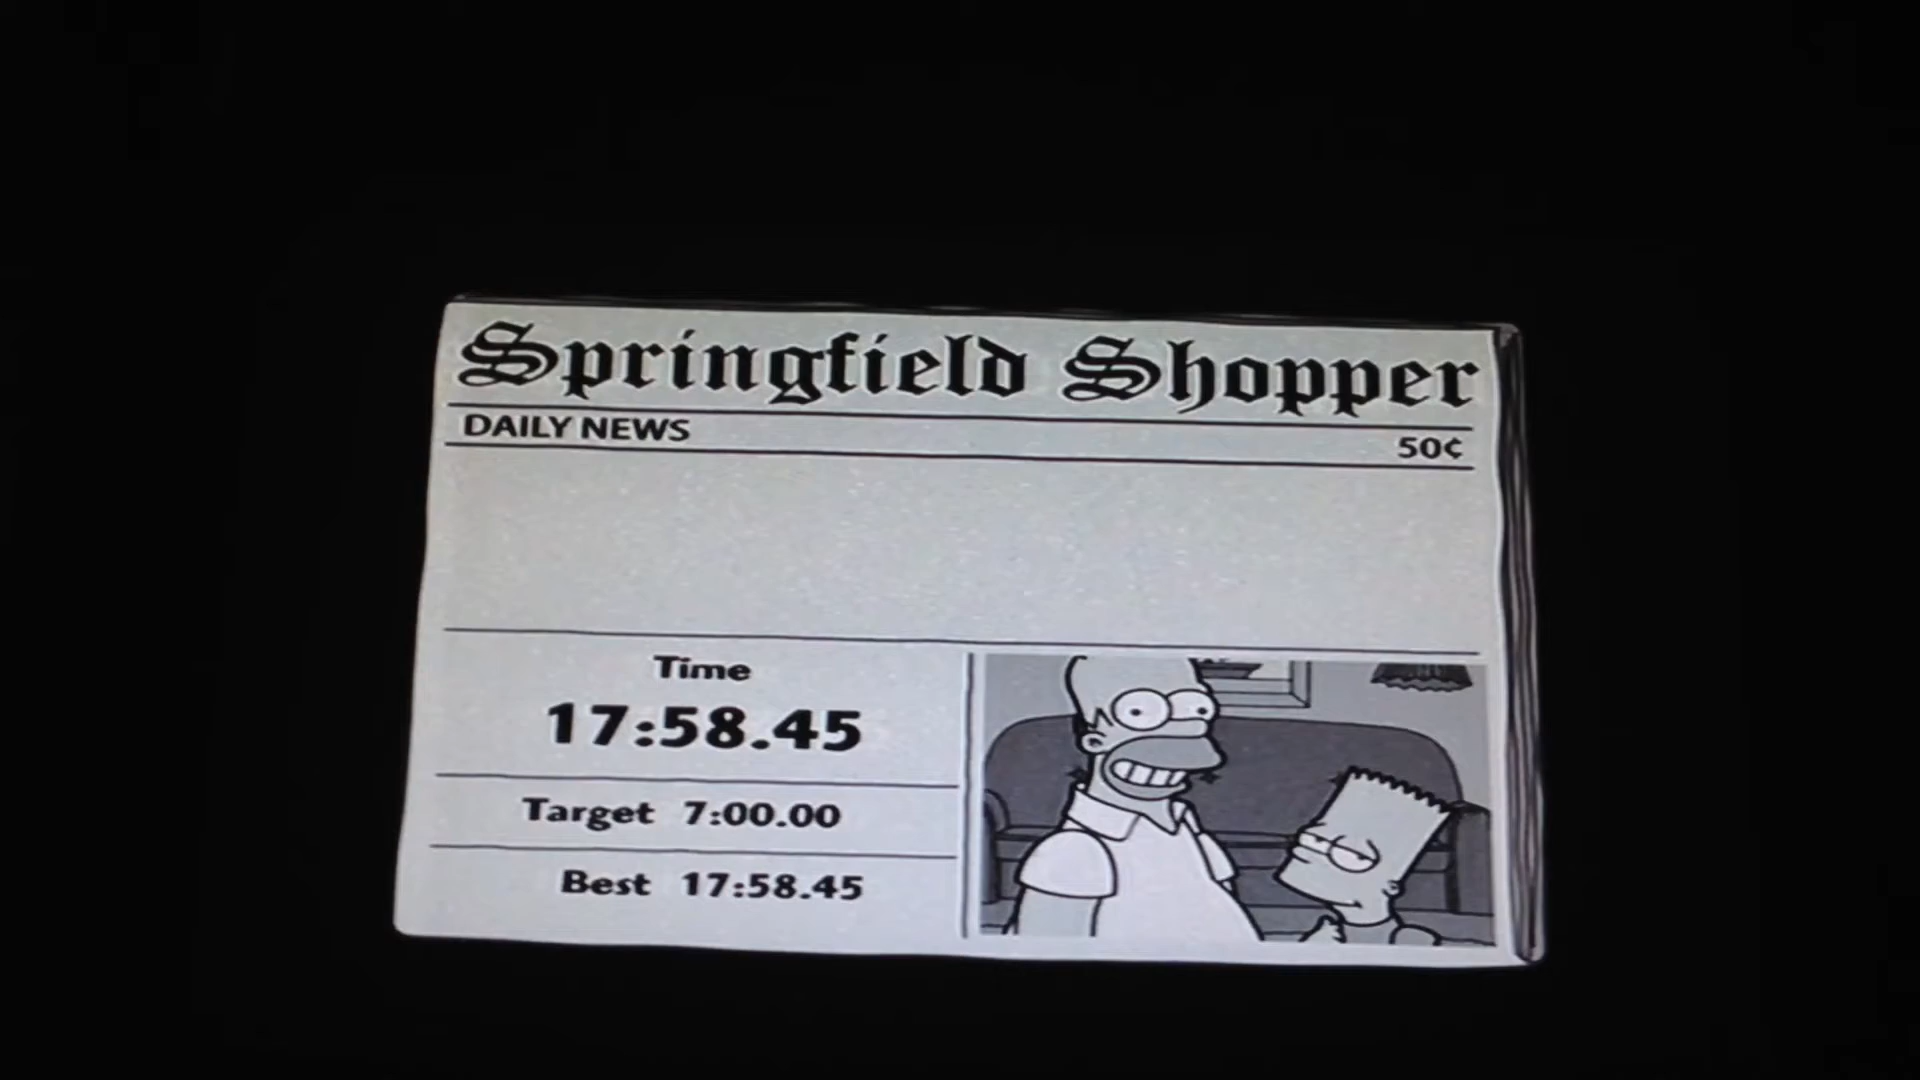 Springfield Shopper
DAILY NEWS 50¢
Time
17:58.45
Target 7:00.00
Best 17:58.45